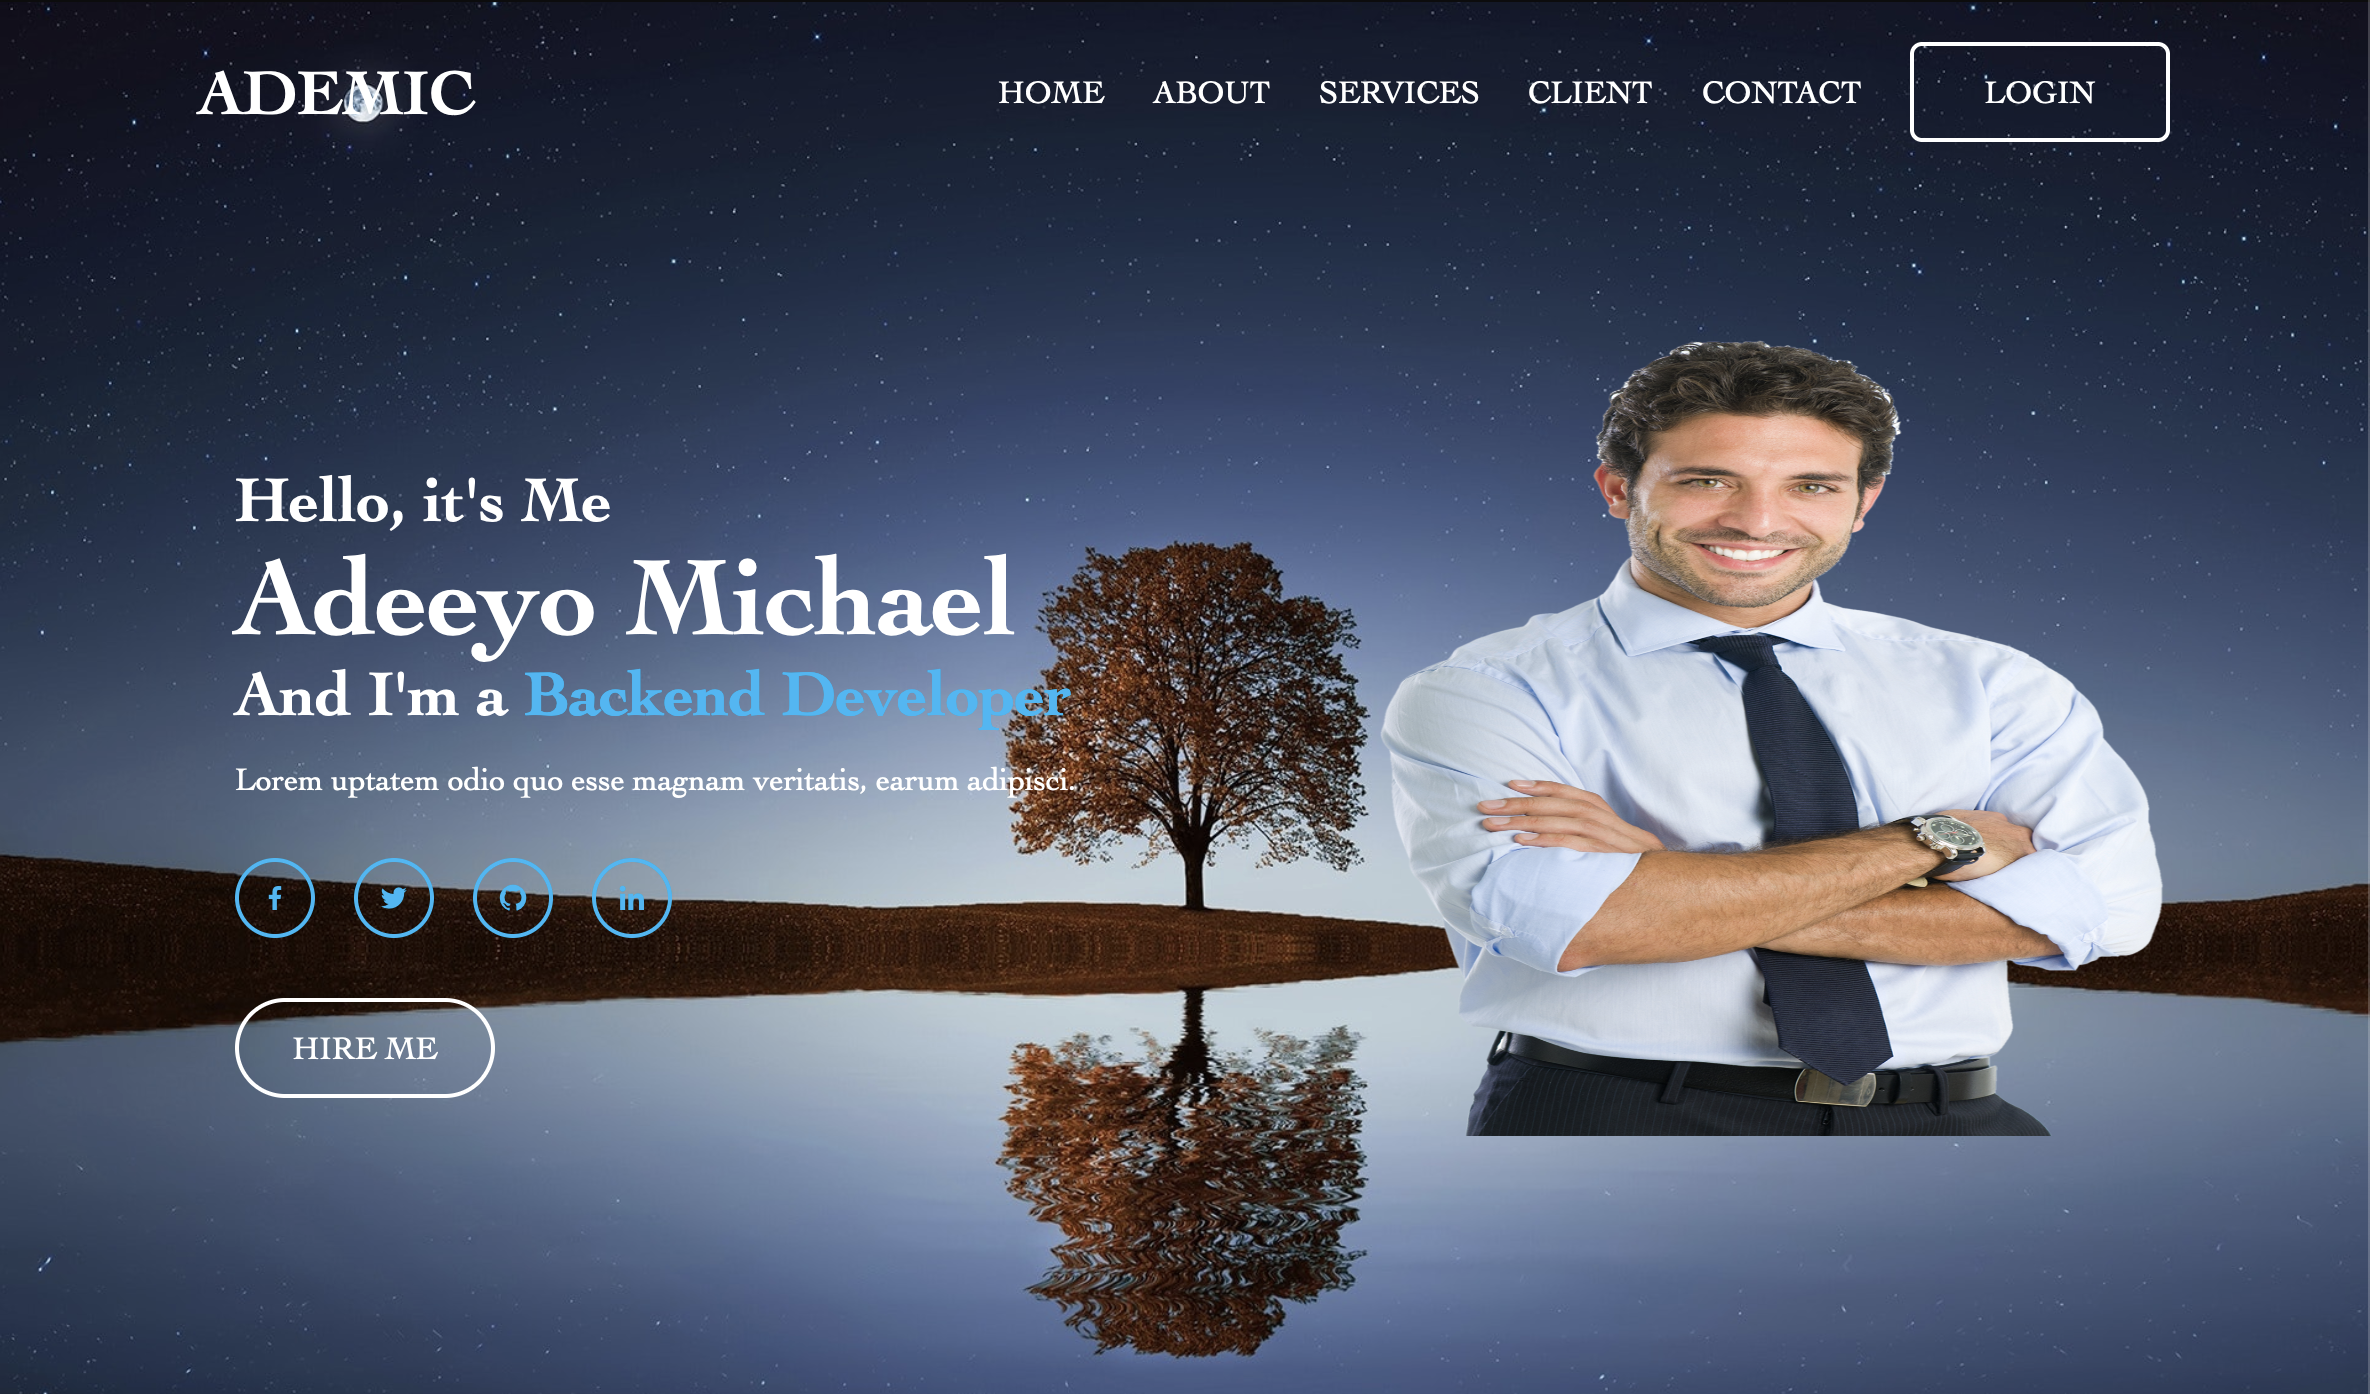 ADEMIC
HOME ABOUT SERVICES CLIENT CONTACT LOGIN
Hello, it's Me
Adeeyo Michael
And I'm a Backend Developer
Lorem uptatem odio quo esse magnam veritatis, earum adipisci.
HIRE ME